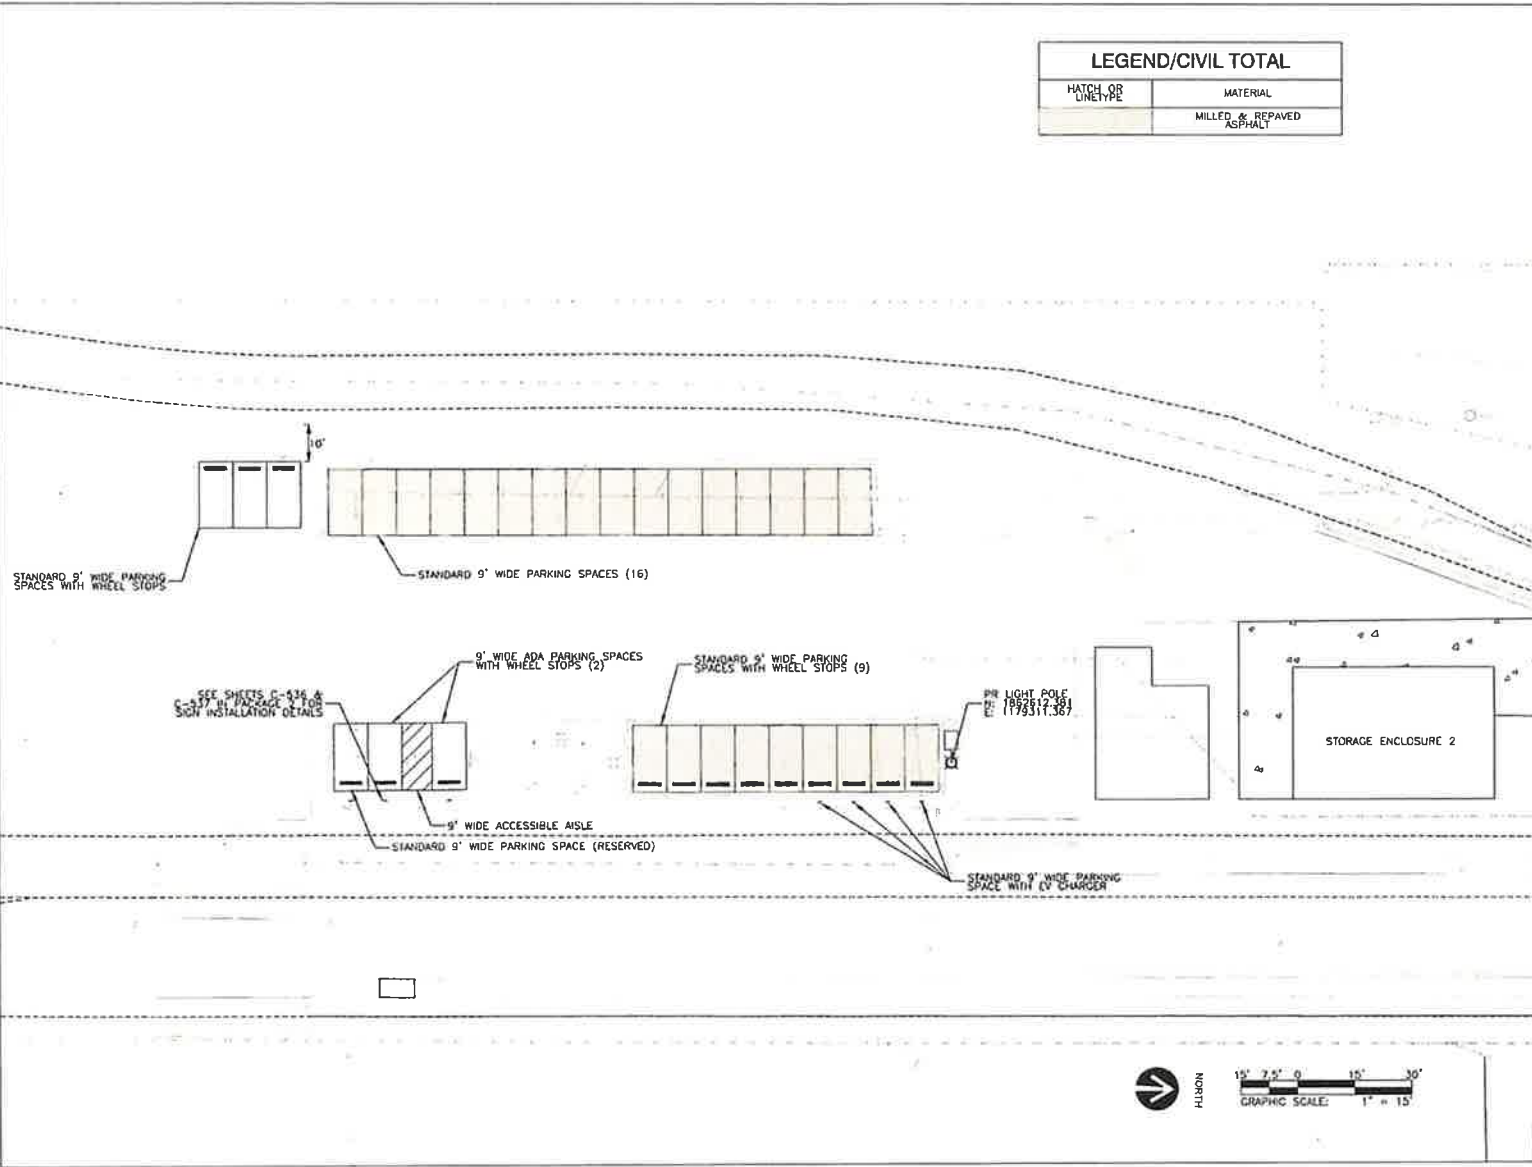 LEGEND/CIVIL TOTAL
HATCH OR
LINETYPE
MATERIAL
MILLED & REPAVED
ASPHALT
10'
STANDARD 9' WIDE PARKING
SPACES WITH WHEEL STOPS
STANDARD 9' WIDE PARKING SPACES (16)
9' WIDE ADA PARKING SPACES
WITH WHEEL STOPS (2)
STANDARD 9' WIDE PARKING
SPACES WITH WHEEL STOPS (9)
SEE SHEETS C-536 &
C-537 IN PACKAGE 2 FOR
SIGN INSTALLATION DETAILS
PR LIGHT POLE
N: 1862612.381
E: 1179311.367
STORAGE ENCLOSURE 2
9' WIDE ACCESSIBLE AISLE
STANDARD 9' WIDE PARKING SPACE (RESERVED)
STANDARD 9' WIDE PARKING
SPACE WITH EV CHARGER
NORTH
15' 7.5' 0 15' 30'
GRAPHIC SCALE: 1" = 15'